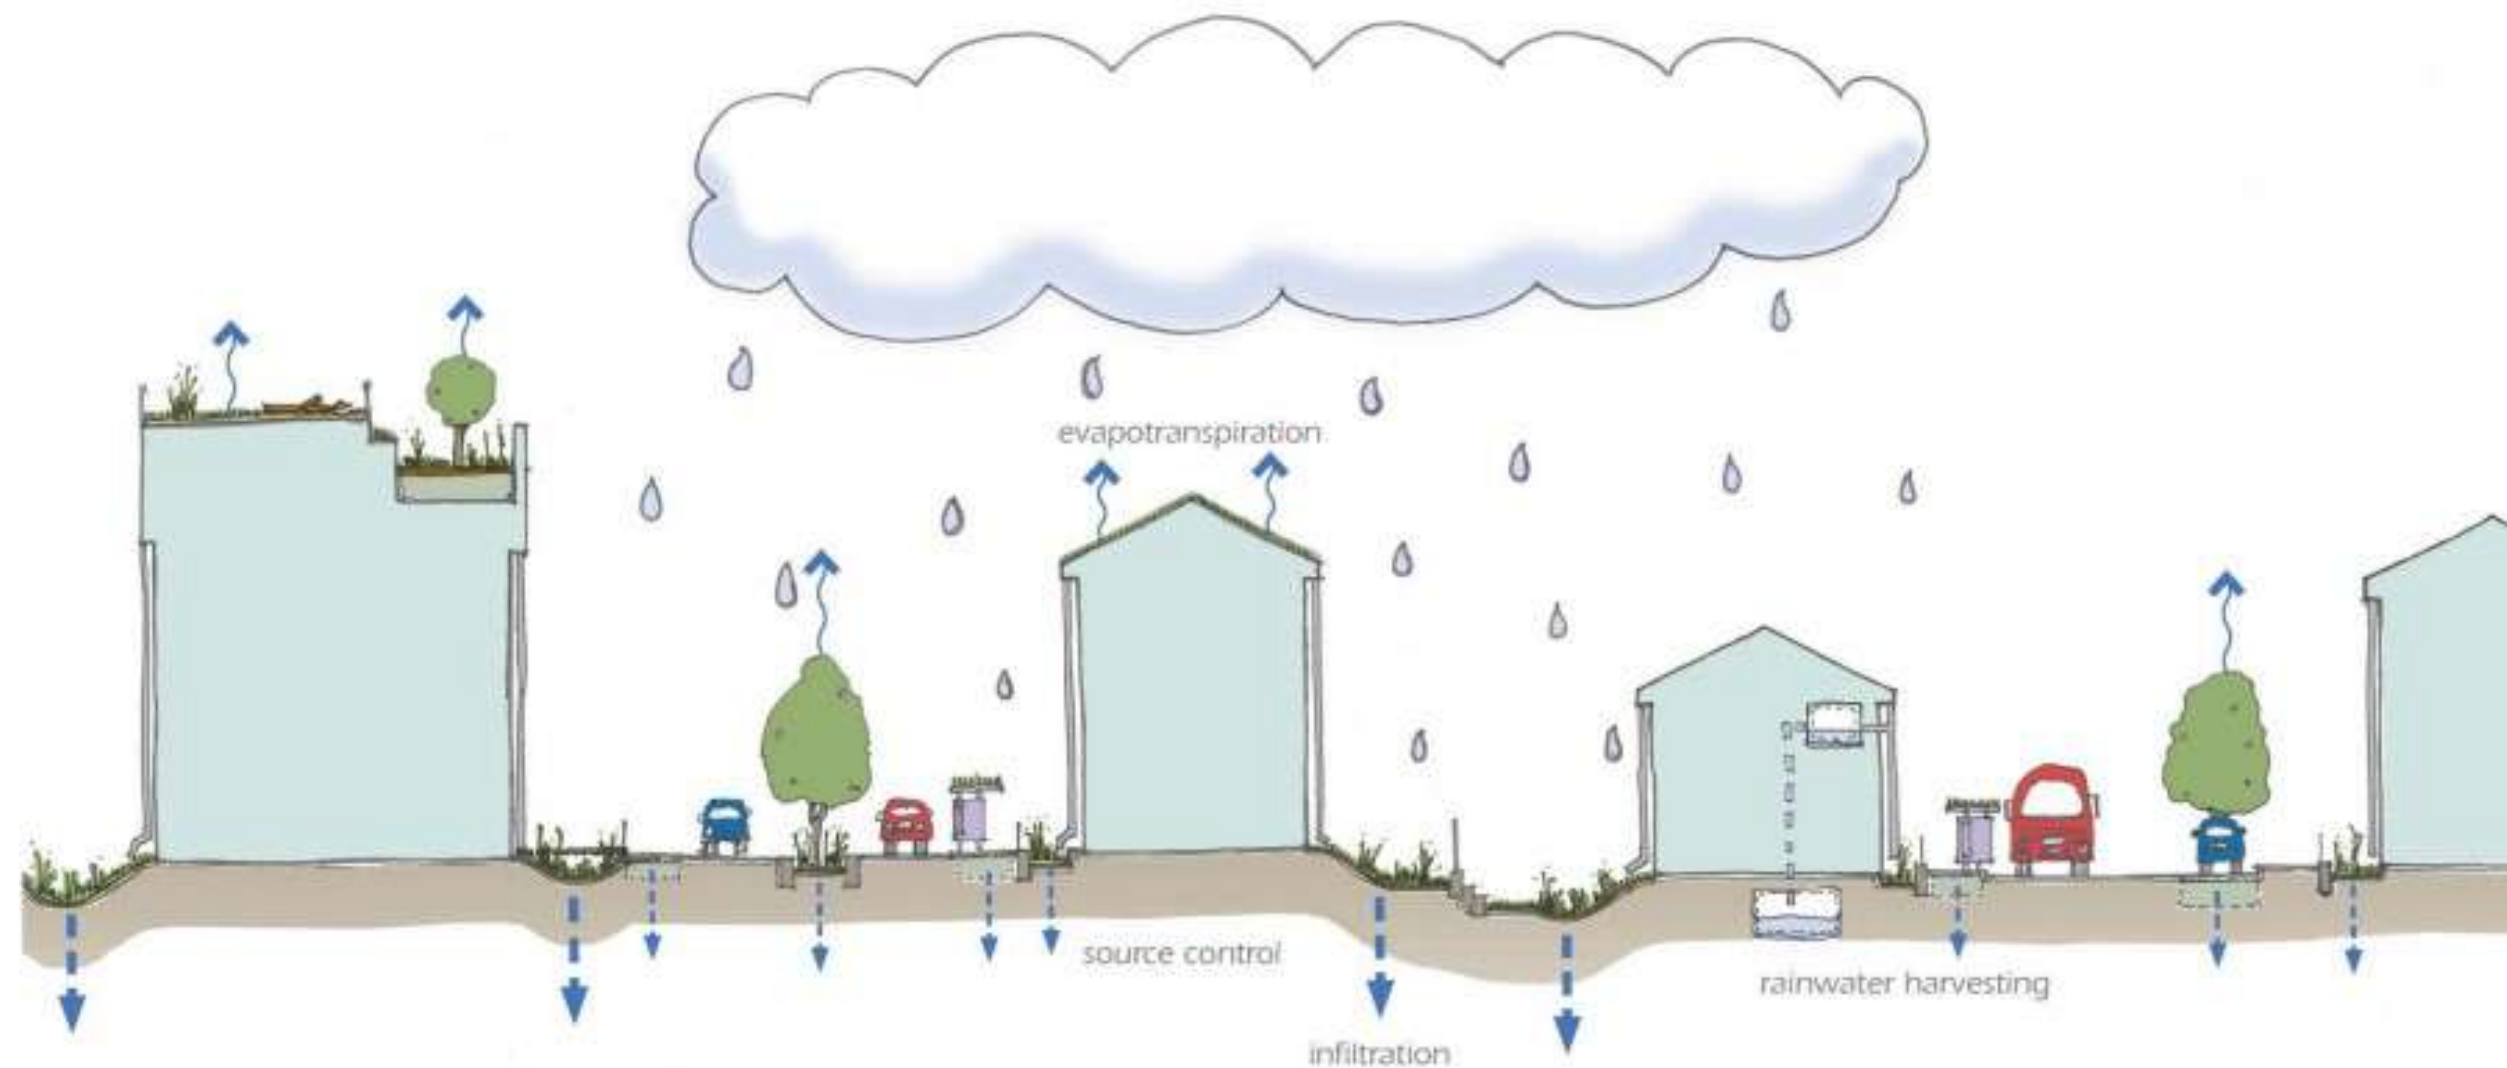 evapotranspiration
source control
rainwater harvesting
infiltration